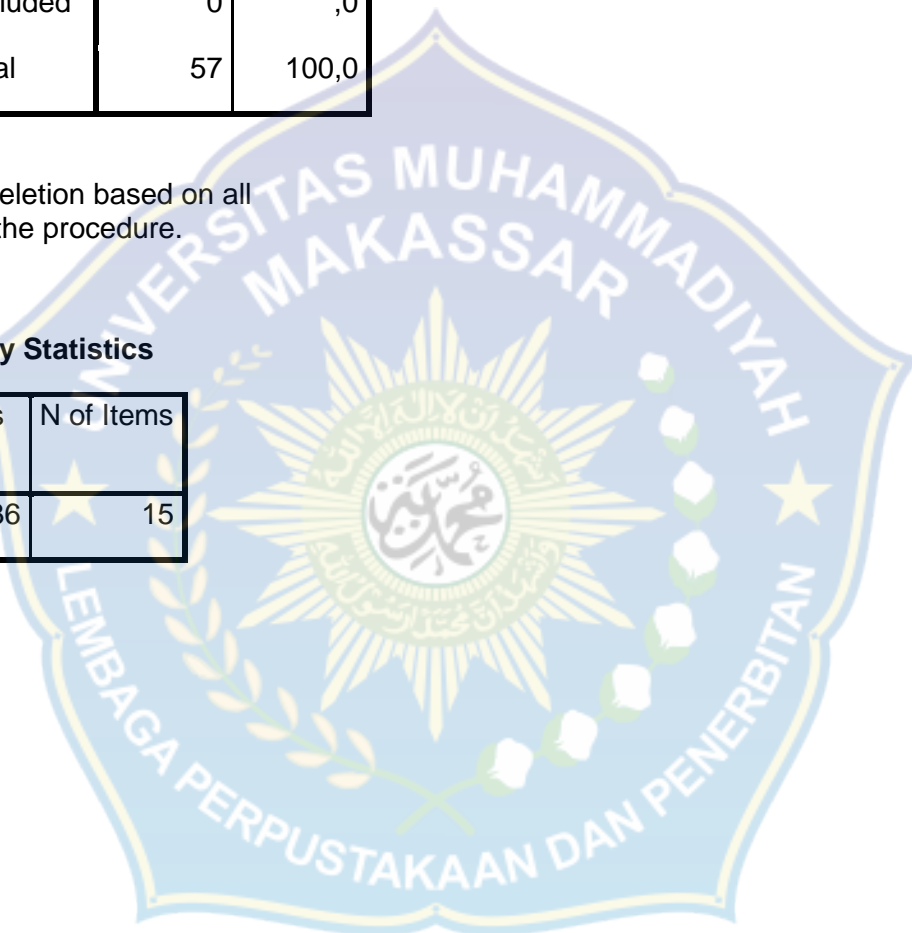 luded 0 ,0
al 57 100,0
eletion based on all
the procedure.
y Statistics
s N of Items
36 15
UNIVERSITAS MUHAMMADIYAH
MAKASSAR
LEMBAGA PERPUSTAKAAN DAN PENERBITAN